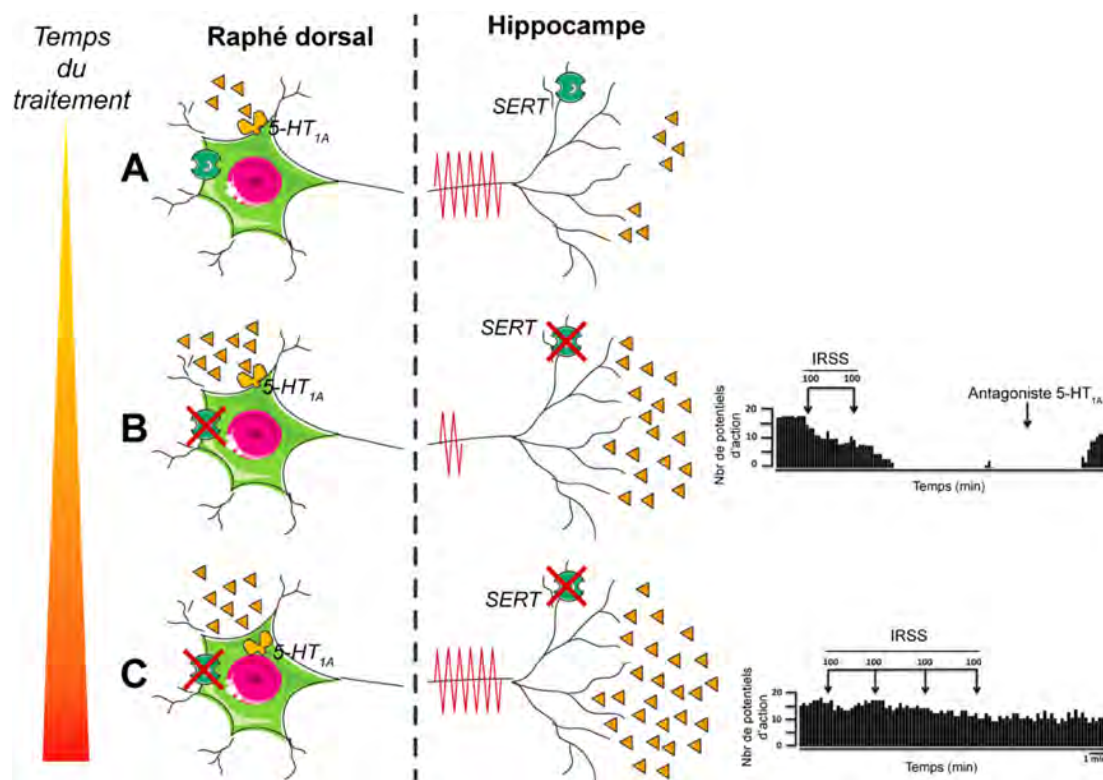 Temps
du
traitement
Raphé dorsal
Hippocampe
A
5-HT1A
SERT
B
5-HT1A
SERT
IRSS
100 100
Antagoniste 5-HT1A
Nbr de potentiels
d'action
20
10
0
Temps (min)
C
5-HT1A
SERT
IRSS
100 100 100 100
Nbr de potentiels
d'action
20
10
0
Temps (min)
1 min